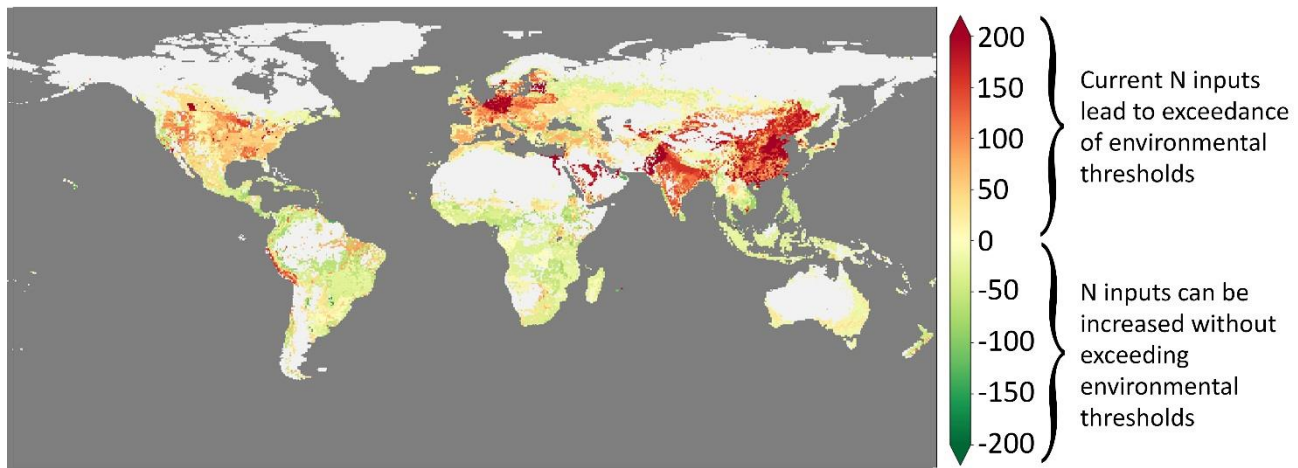 200
150
100
50
0
-50
-100
-150
-200
Current N inputs
lead to exceedance
of environmental
thresholds
N inputs can be
increased without
exceeding
environmental
thresholds